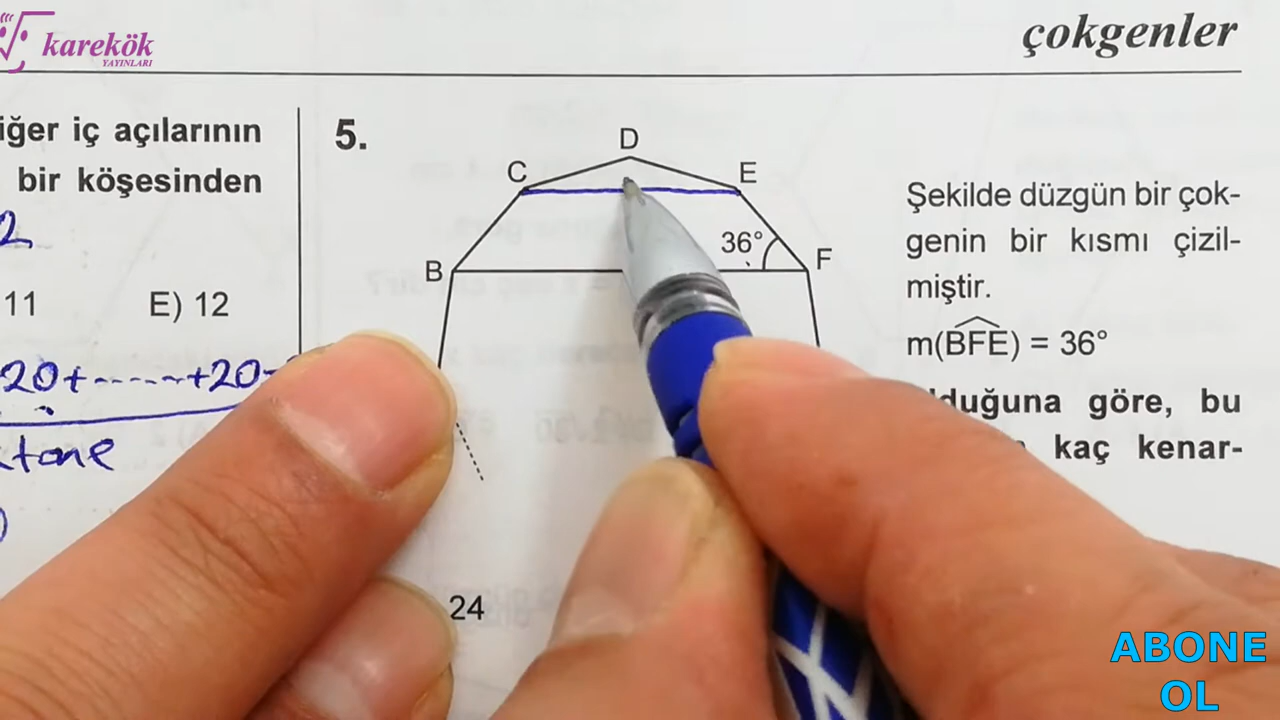 karekök
YAYINLARI
çokgenler
iğer iç açılarının
bir köşesinden
2
11 E) 12
20+------+20
tane
5.
D
C E
36°
B F
Şekilde düzgün bir çok-
genin bir kısmı çizil-
miştir.
m(BFE) = 36°
lduğuna göre, bu
kaç kenar-
24
ABONE
OL